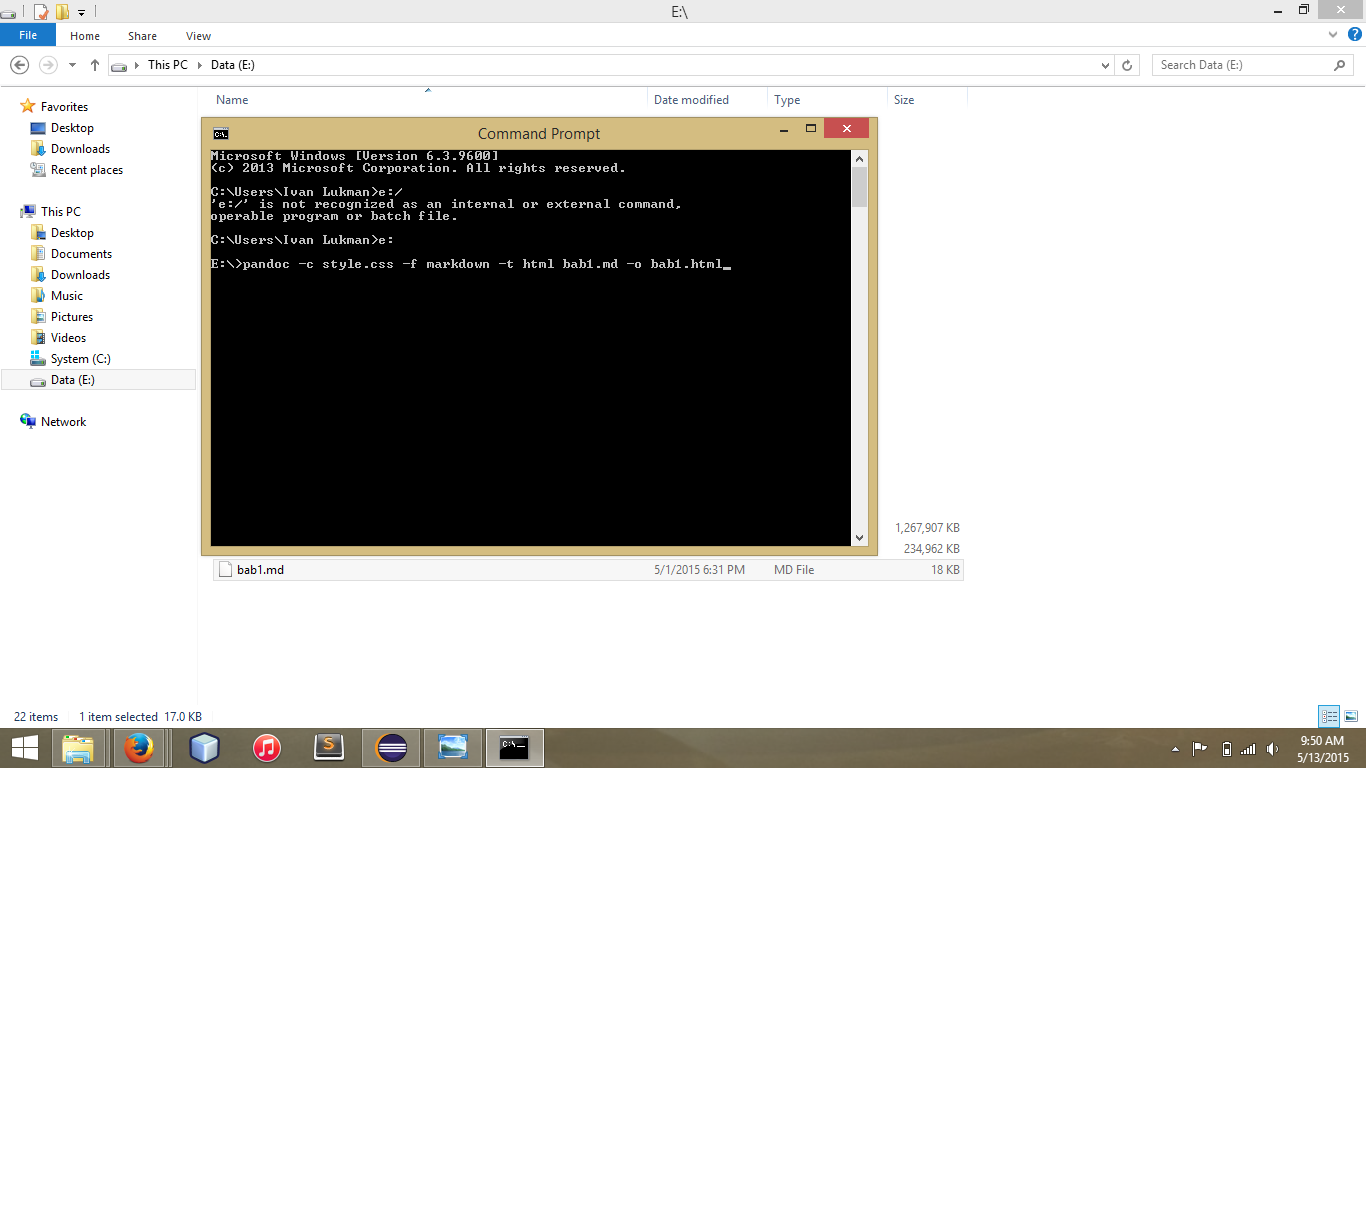 E:\
File Home Share View
This PC Data (E:) Search Data (E:)
Name Date modified Type Size
Favorites
Desktop
Downloads
Recent places
This PC
Desktop
Documents
Downloads
Music
Pictures
Videos
System (C:)
Data (E:)
Network
Command Prompt
Microsoft Windows [Version 6.3.9600]
(c) 2013 Microsoft Corporation. All rights reserved.
C:\Users\Ivan Lukman>e:/
'e:/' is not recognized as an internal or external command,
operable program or batch file.
C:\Users\Ivan Lukman>e:
E:\>pandoc -c style.css -f markdown -t html bab1.md -o bab1.html_
1,267,907 KB
234,962 KB
bab1.md 5/1/2015 6:31 PM MD File 18 KB
22 items 1 item selected 17.0 KB
9:50 AM
5/13/2015